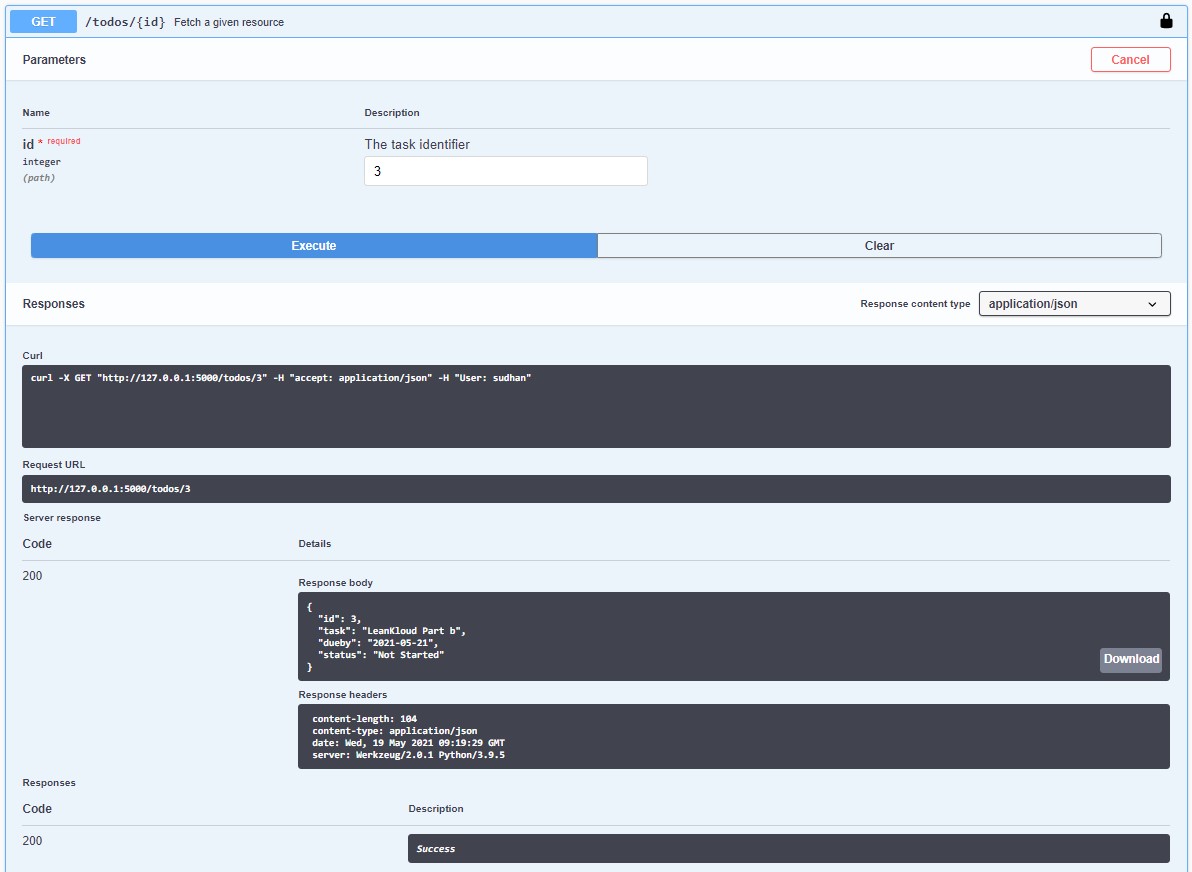 GET /todos/{id} Fetch a given resource
Parameters Cancel
Name Description
id * required The task identifier
integer 3
(path)
Execute Clear
Responses Response content type application/json
Curl
curl -X GET "http://127.0.0.1:5000/todos/3" -H "accept: application/json" -H "User: sudhan"
Request URL
http://127.0.0.1:5000/todos/3
Server response
Code Details
200
Response body
{
"id": 3,
"task": "LeanKloud Part b",
"dueby": "2021-05-21",
"status": "Not Started"
}
Download
Response headers
content-length: 104
content-type: application/json
date: Wed, 19 May 2021 09:19:29 GMT
server: Werkzeug/2.0.1 Python/3.9.5
Responses
Code Description
200 Success